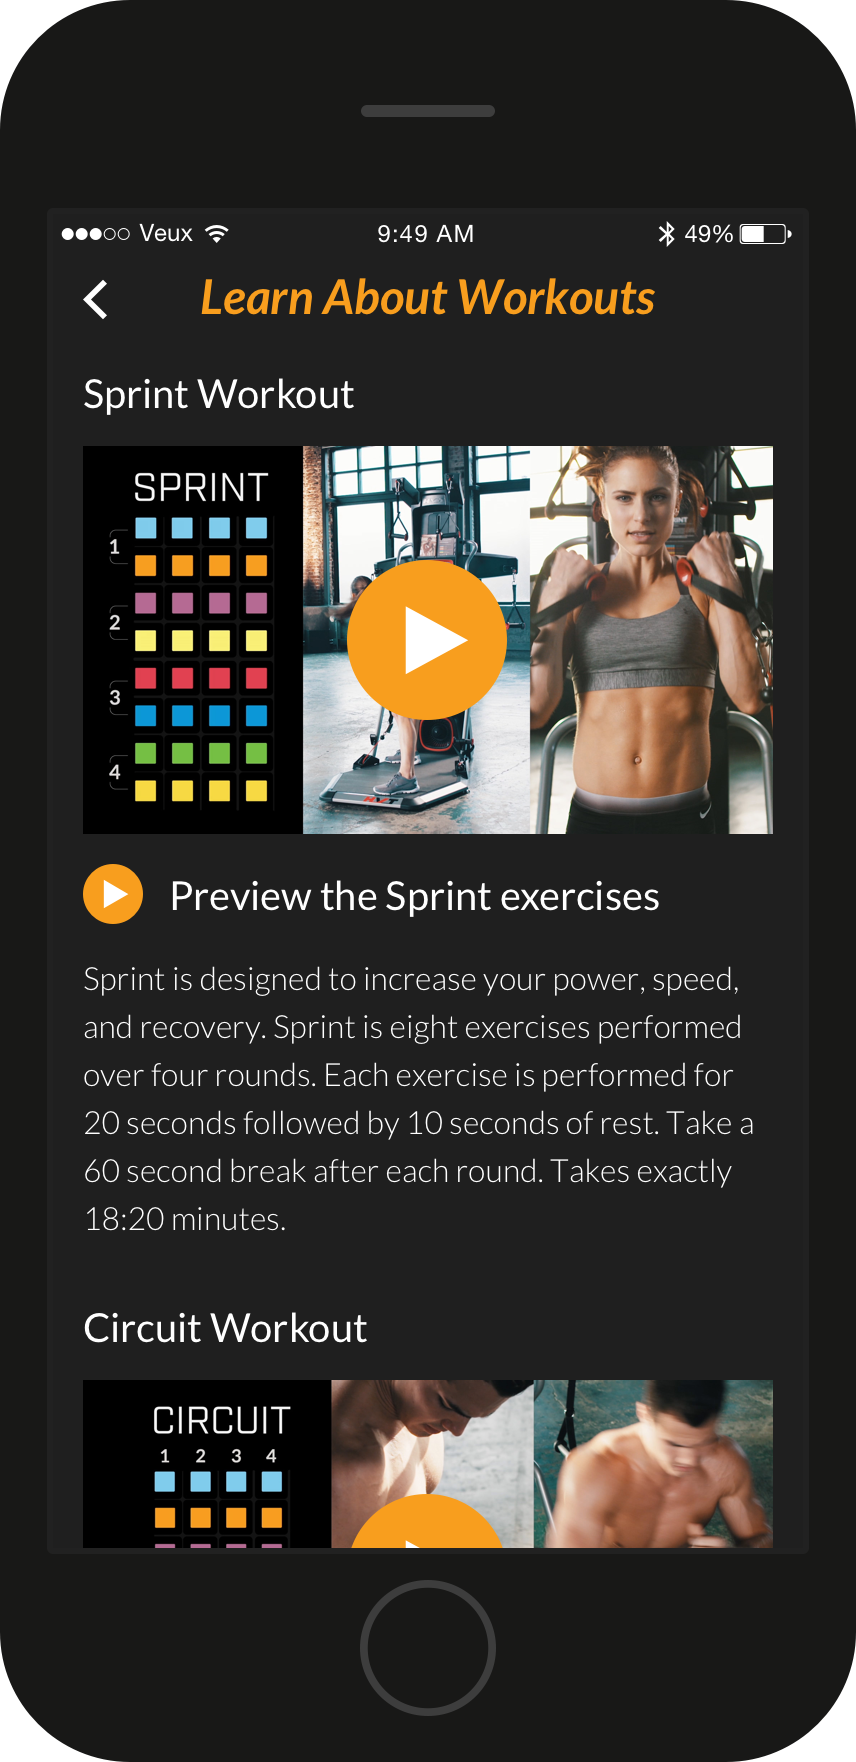 Veux 9:49 AM 49%
Learn About Workouts
Sprint Workout
SPRINT
1
2
3
4
Preview the Sprint exercises
Sprint is designed to increase your power, speed,
and recovery. Sprint is eight exercises performed
over four rounds. Each exercise is performed for
20 seconds followed by 10 seconds of rest. Take a
60 second break after each round. Takes exactly
18:20 minutes.
Circuit Workout
CIRCUIT
1 2 3 4